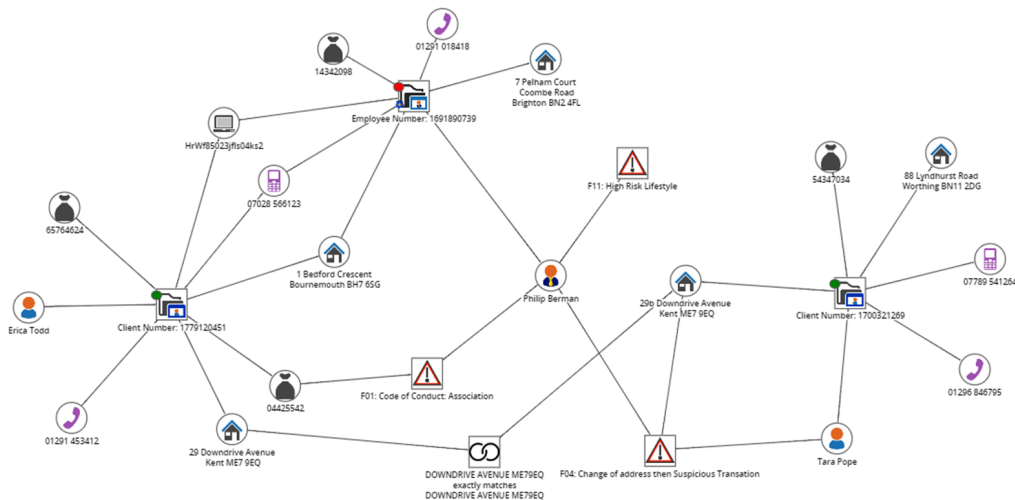 01291 018418
14342098
7 Pelham Court
Coombe Road
Brighton BN2 4FL
Employee Number: 1691890739
HrWf85023jfls04ks2
F11: High Risk Lifestyle
54347034
88 Lyndhurst Road
Worthing BN11 2DG
07028 566123
65764624
1 Bedford Crescent
Bournemouth BH7 6SG
07789 541264
Philip Berman
29b Downdrive Avenue
Kent ME7 9EQ
Client Number: 1700321269
Erica Todd
Client Number: 1779120451
F01: Code of Conduct: Association
04425542
01296 846795
01291 453412
29 Downdrive Avenue
Kent ME7 9EQ
DOWNDRIVE AVENUE ME79EQ
exactly matches
DOWNDRIVE AVENUE ME79EQ
F04: Change of address then Suspicious Transation
Tara Pope